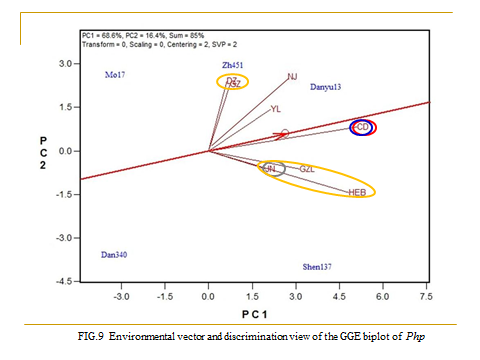 PC1 = 68.6%, PC2 = 16.4%, Sum = 85%
Transform = 0, Scaling = 0, Centering = 2, SVP = 2
PC2
3.0
1.5
0.0
-1.5
-3.0
-4.5
Mo17
Zh451
NJ
Danyu13
GZ
YL
CD
GZL
HEB
Dan340
Shen137
-3.0 -1.5 0.0 1.5 3.0 4.5 6.0 7.5
PC1
FIG.9 Environmental vector and discrimination view of the GGE biplot of Php